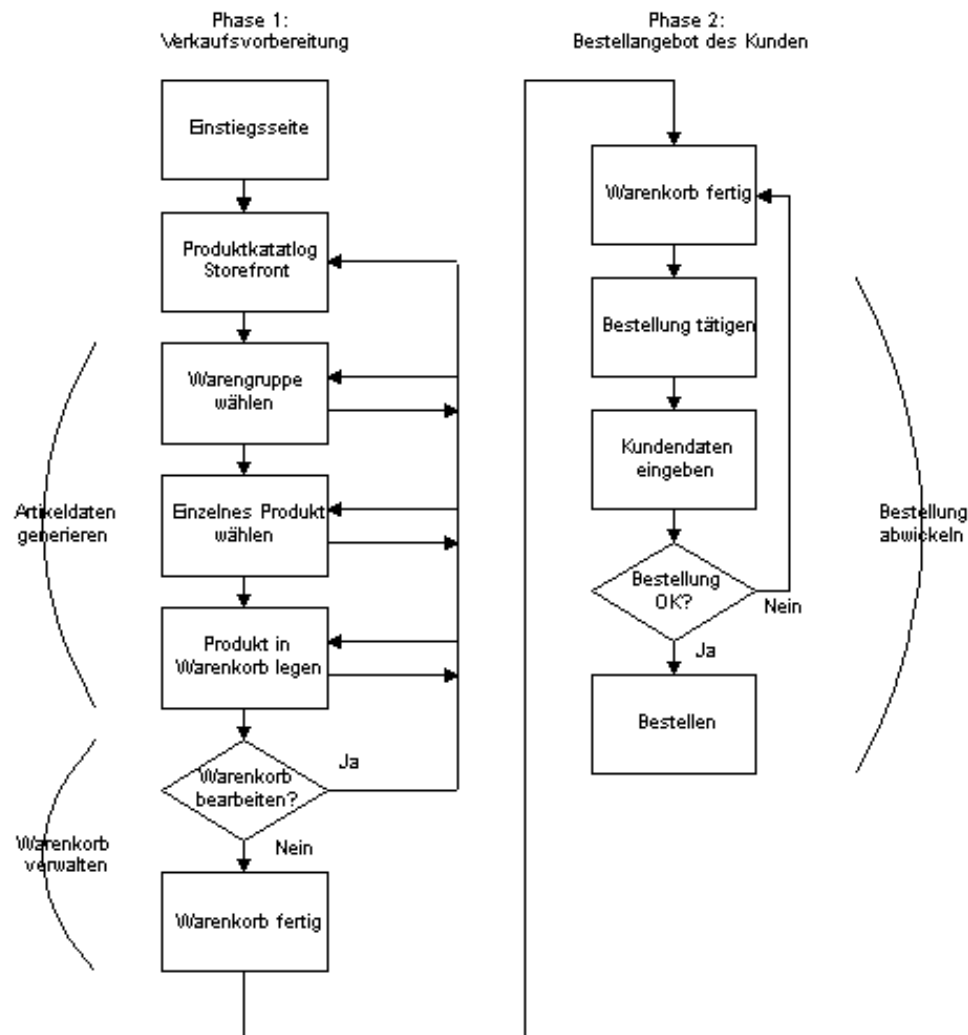 Phase 1:
Verkaufsvorbereitung
Einstiegsseite
Produktkatatlog
Storefront
Warengruppe
wählen
Einzelnes Produkt
wählen
Produkt in
Warenkorb legen
Warenkorb
bearbeiten?
Ja
Nein
Warenkorb fertig
Artikeldaten
generieren
Warenkorb
verwalten
Phase 2:
Bestellangebot des Kunden
Warenkorb fertig
Bestellung tätigen
Kundendaten
eingeben
Bestellung
OK?
Nein
Ja
Bestellen
Bestellung
abwickeln